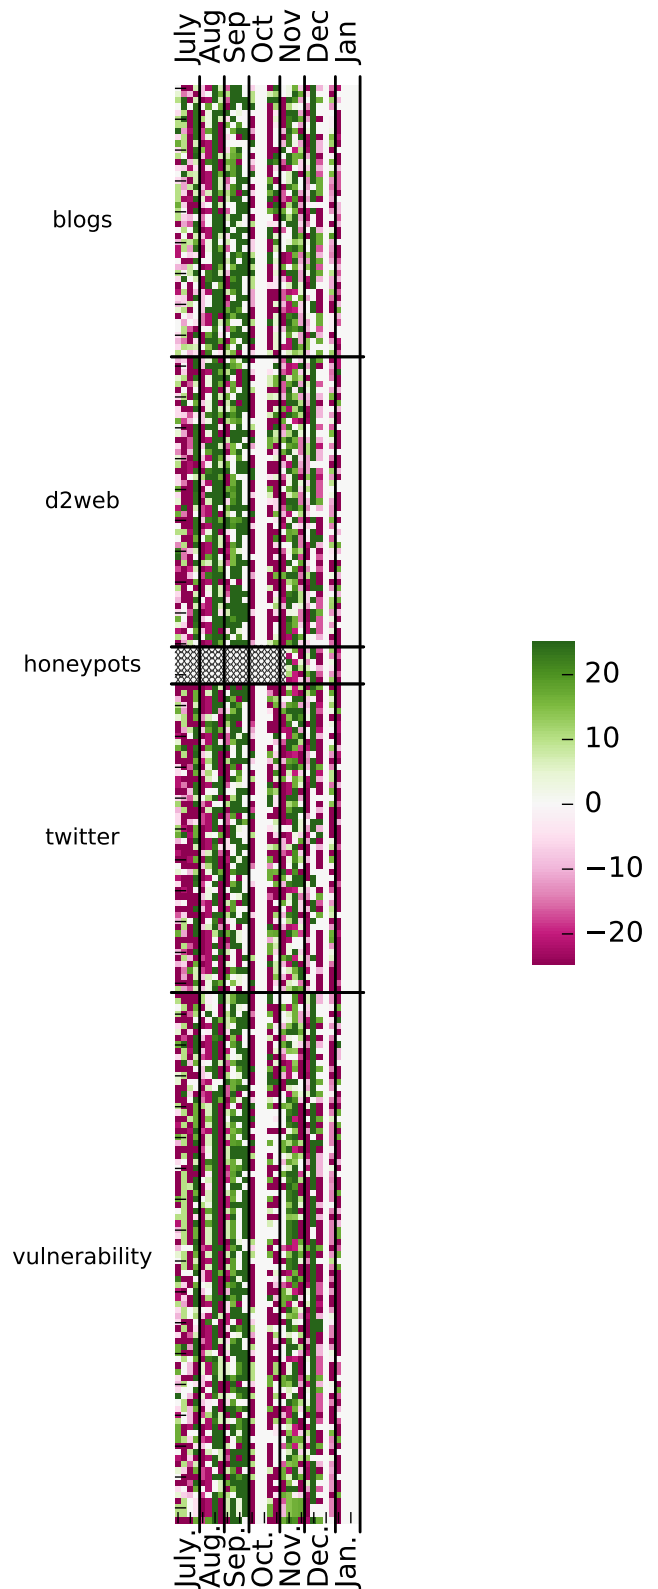 July
Aug
Sep
Oct
Nov
Dec
Jan
blogs
d2web
honeypots
twitter
vulnerability
20
10
0
−10
−20
July.
Aug.
Sep.
Oct.
Nov.
Dec.
Jan.